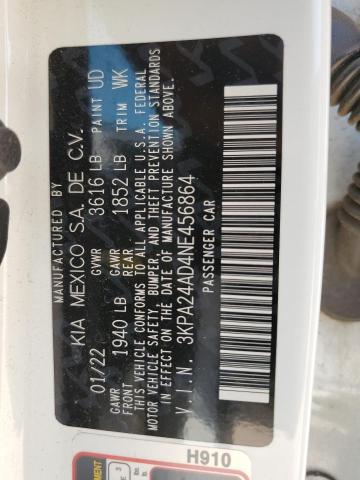 MANUFACTURED BY
KIA MEXICO S.A. DE C.V.
01/22 GVWR 3616 LB PAINT UD
GAWR FRONT 1940 LB GAWR REAR 1852 LB TRIM WK
THIS VEHICLE CONFORMS TO ALL APPLICABLE U.S.A. FEDERAL
MOTOR VEHICLE SAFETY, BUMPER, AND THEFT PREVENTION STANDARDS
IN EFFECT ON THE DATE OF MANUFACTURE SHOWN ABOVE.
V.I.N. 3KPA24AD4NE456864
PASSENGER CAR
H910